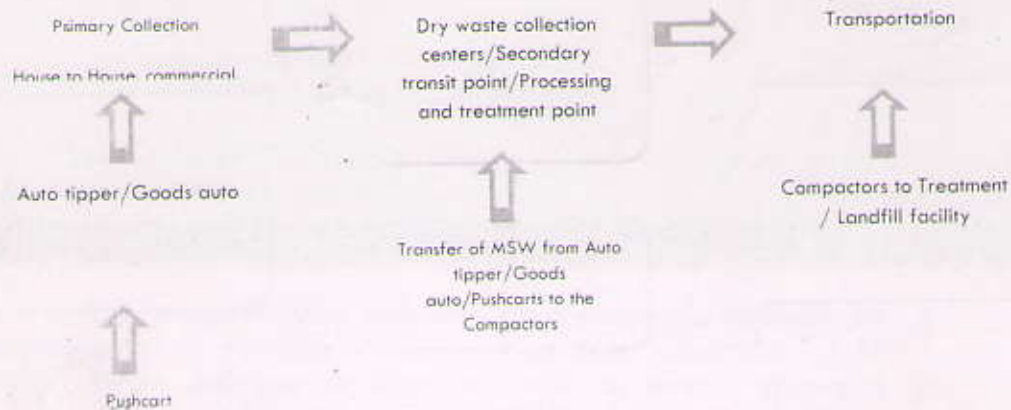 Primary Collection
House to House, commercial
Auto tipper/Goods auto
Pushcart
Dry waste collection
centers/Secondary
transit point/Processing
and treatment point
Transfer of MSW from Auto
tipper/Goods
auto/Pushcarts to the
Compactors
Transportation
Compactors to Treatment
/ Landfill facility